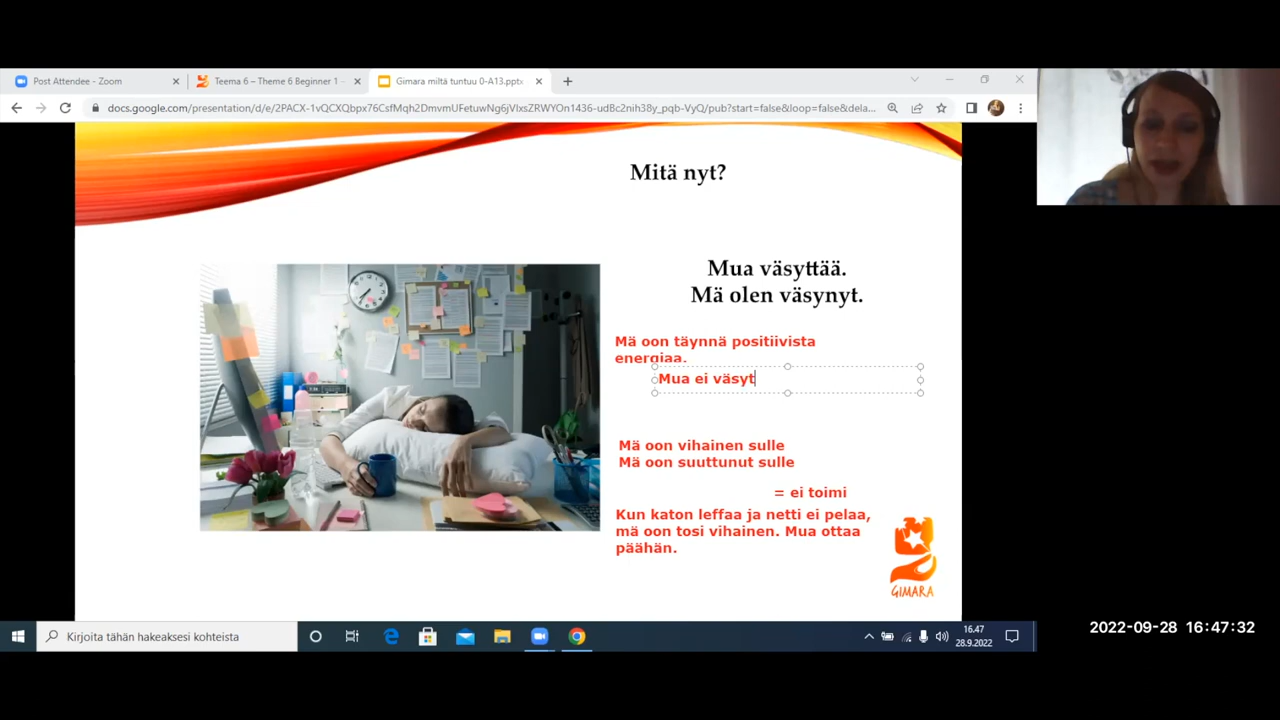 Post Attendee - Zoom
Teema 6 – Theme 6 Beginner 1 –
Gimara miltä tuntuu 0-A13.pptx
docs.google.com/presentation/d/e/2PACX-1vQCXQbpx76CsfMqh2DmvmUFetuwNg6jVlxsZRWYOn1436-udBc2nih38y_pqb-VyQ/pub?start=false&loop=false&dela...
Mitä nyt?
Mua väsyttää.
Mä olen väsynyt.
Mä oon täynnä positiivista
energiaa.
Mua ei väsyt
Mä oon vihainen sulle
Mä oon suuttunut sulle
= ei toimi
Kun katon leffaa ja netti ei pelaa,
mä oon tosi vihainen. Mua ottaa
päähän.
GIMARA
Kirjoita tähän hakeaksesi kohteista
16.47
28.9.2022
2022-09-28 16:47:32